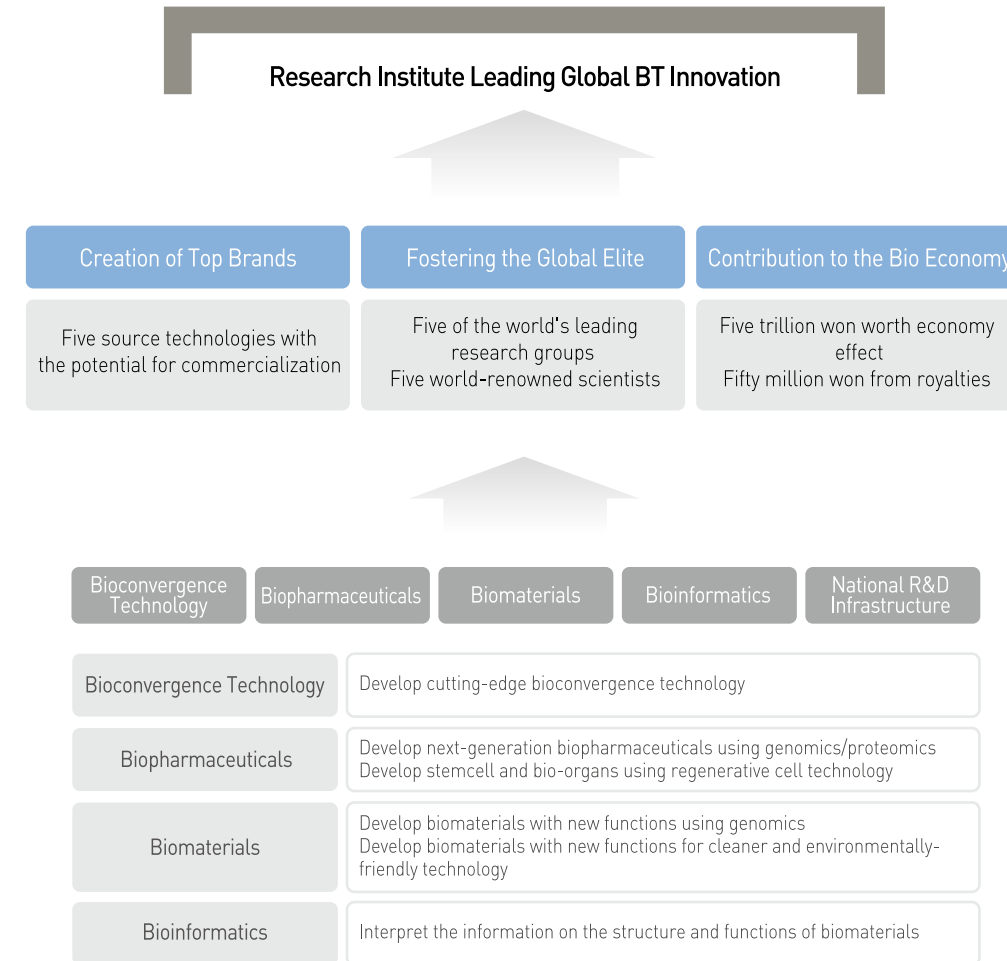 Research Institute Leading Global BT Innovation
Creation of Top Brands
Fostering the Global Elite
Contribution to the Bio Economy
Five source technologies with
the potential for commercialization
Five of the world's leading
research groups
Five world-renowned scientists
Five trillion won worth economy
effect
Fifty million won from royalties
Bioconvergence
Technology
Biopharmaceuticals
Biomaterials
Bioinformatics
National R&D
Infrastructure
Bioconvergence Technology
Develop cutting-edge bioconvergence technology
Biopharmaceuticals
Develop next-generation biopharmaceuticals using genomics/proteomics
Develop stemcell and bio-organs using regenerative cell technology
Biomaterials
Develop biomaterials with new functions using genomics
Develop biomaterials with new functions for cleaner and environmentally-
friendly technology
Bioinformatics
Interpret the information on the structure and functions of biomaterials